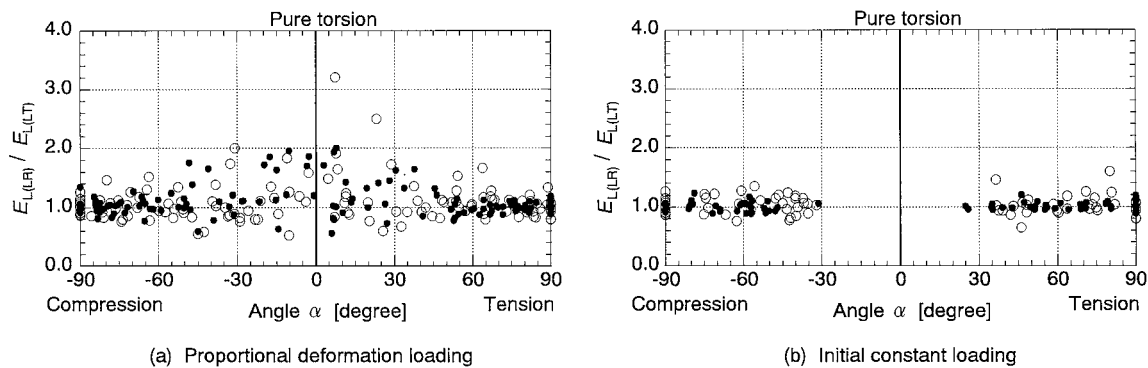 Pure torsion
4.0
3.0
2.0
1.0
0.0
E_L(LR) / E_L(LT)
-90 -60 -30 0 30 60 90
Compression Angle α [degree] Tension
(a) Proportional deformation loading
Pure torsion
4.0
3.0
2.0
1.0
0.0
E_L(LR) / E_L(LT)
-90 -60 -30 0 30 60 90
Compression Angle α [degree] Tension
(b) Initial constant loading